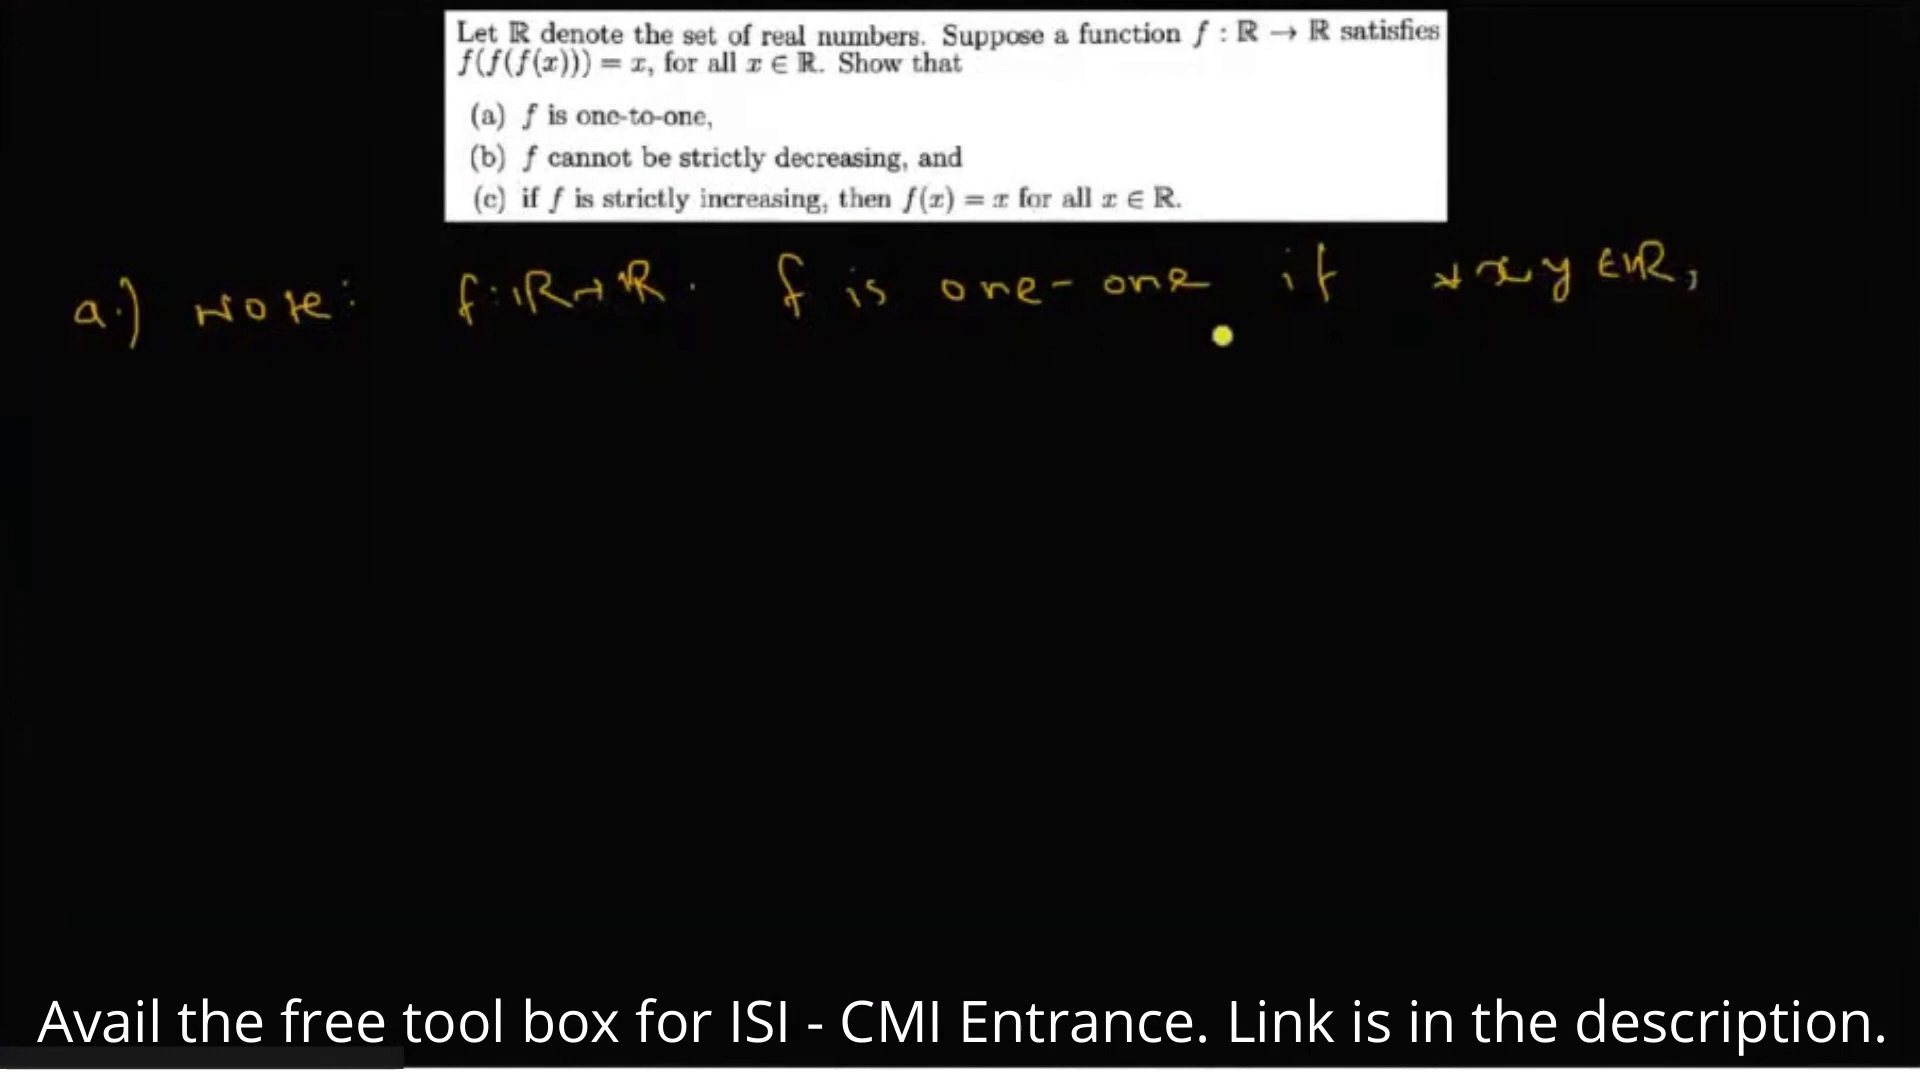 Let ℝ denote the set of real numbers. Suppose a function f : ℝ → ℝ satisfies
f(f(f(x))) = x, for all x ∈ ℝ. Show that
(a) f is one-to-one,
(b) f cannot be strictly decreasing, and
(c) if f is strictly increasing, then f(x) = x for all x ∈ ℝ.
a.) Note: f: ℝ→ℝ. f is one-one if ∀ x, y ∈ ℝ,
Avail the free tool box for ISI - CMI Entrance. Link is in the description.